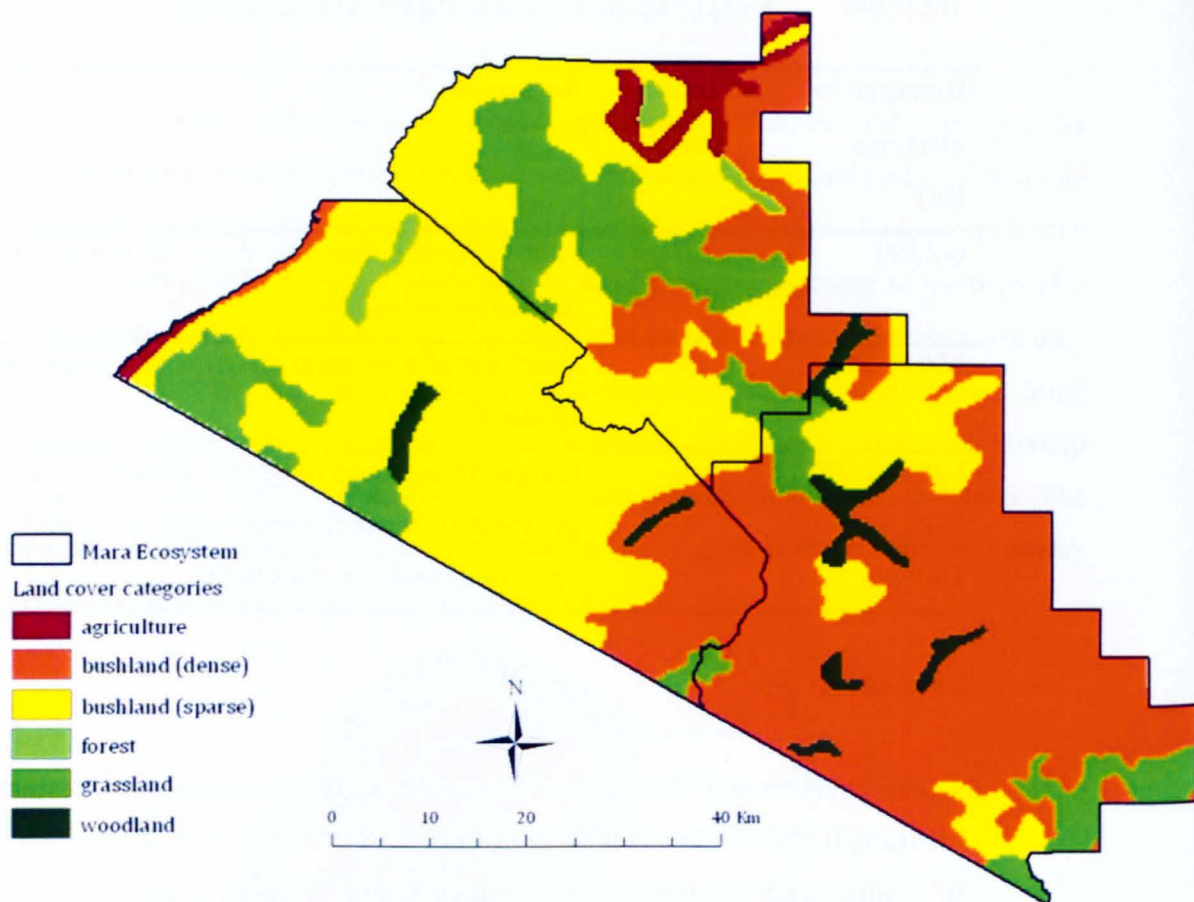 Mara Ecosystem
Land cover categories
agriculture
bushland (dense)
bushland (sparse)
forest
grassland
woodland
N
0 10 20 40 Km